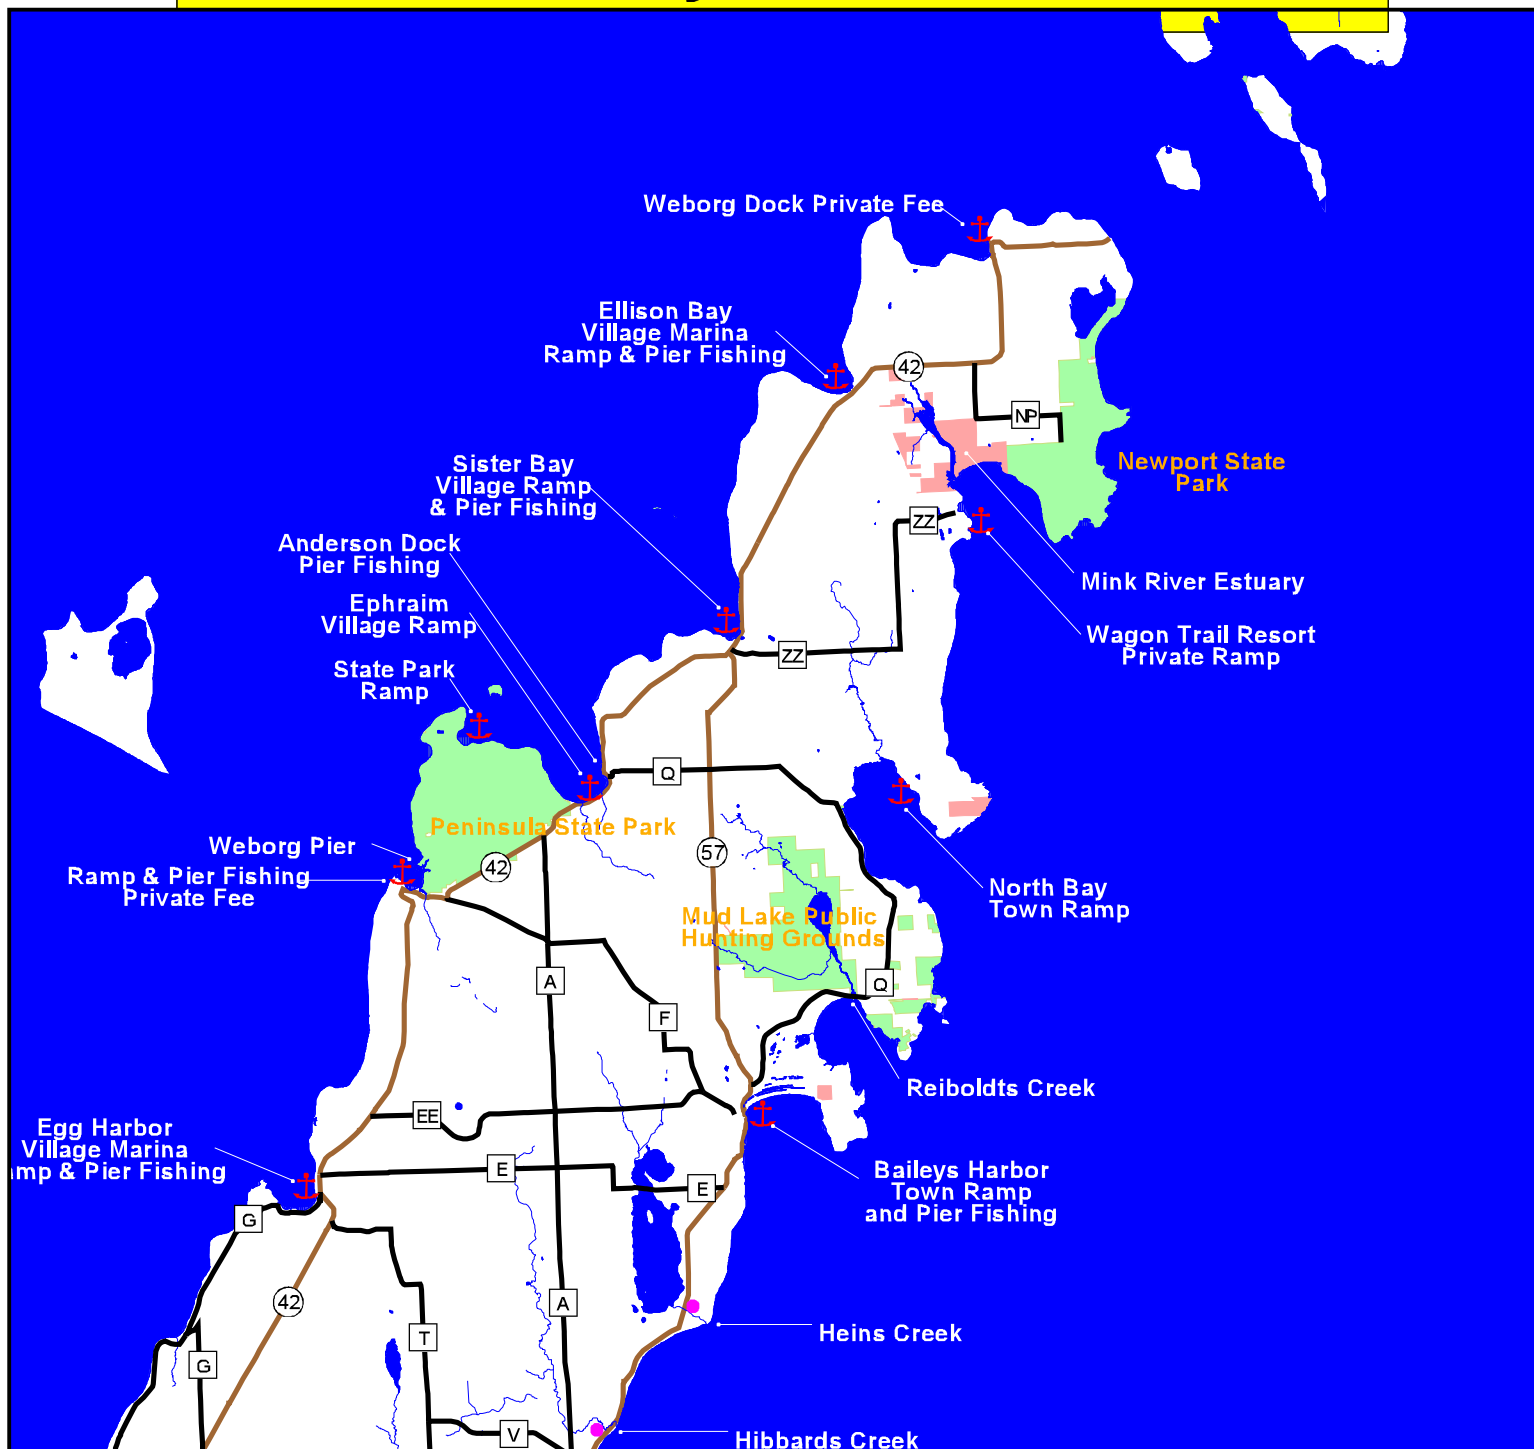 Weborg Dock Private Fee
Ellison Bay
Village Marina
Ramp & Pier Fishing
42
NP
Newport State
Park
Sister Bay
Village Ramp
& Pier Fishing
ZZ
Anderson Dock
Pier Fishing
Mink River Estuary
Ephraim
Village Ramp
Wagon Trail Resort
Private Ramp
ZZ
State Park
Ramp
Q
Peninsula State Park
Weborg Pier
57
42
Ramp & Pier Fishing
Private Fee
North Bay
Town Ramp
Mud Lake Public
Hunting Grounds
A
Q
F
Reiboldts Creek
EE
Egg Harbor
Village Marina
mp & Pier Fishing
E
E
Baileys Harbor
Town Ramp
and Pier Fishing
G
42
A
Heins Creek
T
G
V
Hibbards Creek